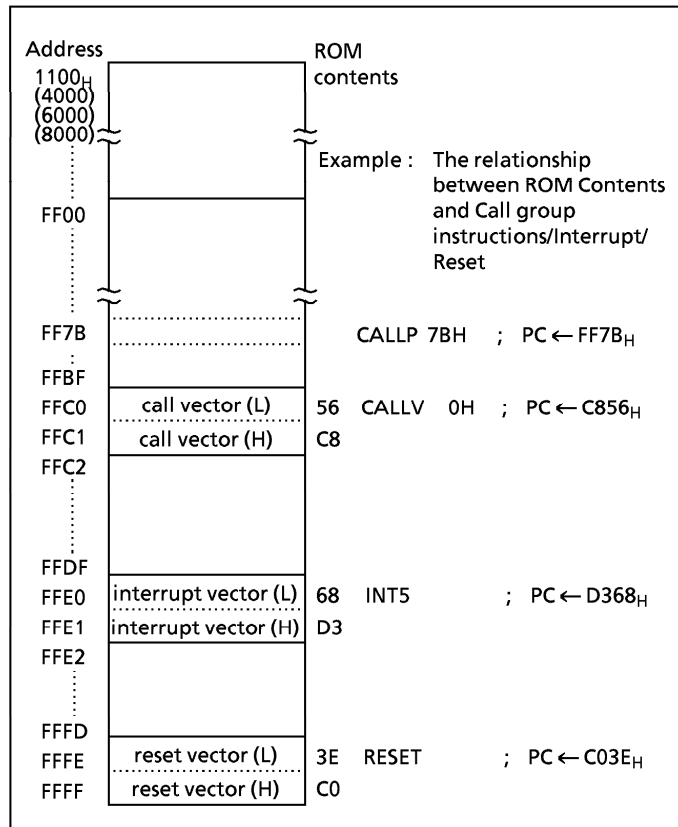 Address ROM
1100H contents
(4000)
(6000)
(8000)
Example : The relationship
between ROM Contents
and Call group
instructions/Interrupt/
Reset
FF00
FF7B CALLP 7BH ; PC ← FF7BH
FFBF
FFC0 call vector (L) 56 CALLV 0H ; PC ← C856H
FFC1 call vector (H) C8
FFC2
FFDF
FFE0 interrupt vector (L) 68 INT5 ; PC ← D368H
FFE1 interrupt vector (H) D3
FFE2
FFFD
FFFE reset vector (L) 3E RESET ; PC ← C03EH
FFFF reset vector (H) C0